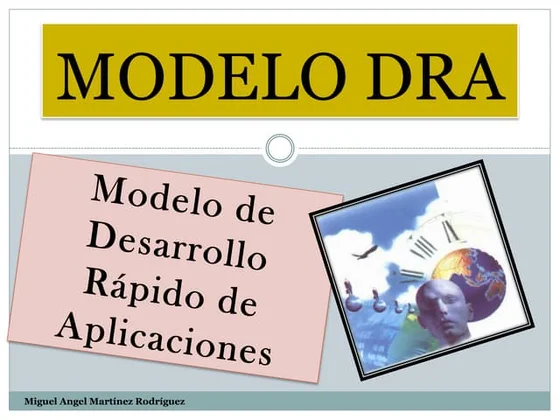 MODELO DRA
Modelo de
Desarrollo
Rápido de
Aplicaciones
Miguel Angel Martínez Rodríguez